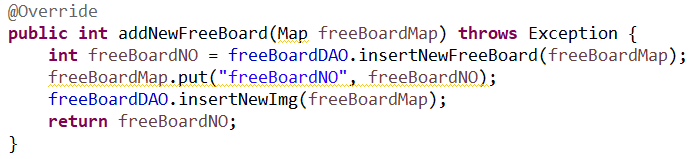 @Override
public int addNewFreeBoard(Map freeBoardMap) throws Exception {
    int freeBoardNO = freeBoardDAO.insertNewFreeBoard(freeBoardMap);
    freeBoardMap.put("freeBoardNO", freeBoardNO);
    freeBoardDAO.insertNewImg(freeBoardMap);
    return freeBoardNO;
}